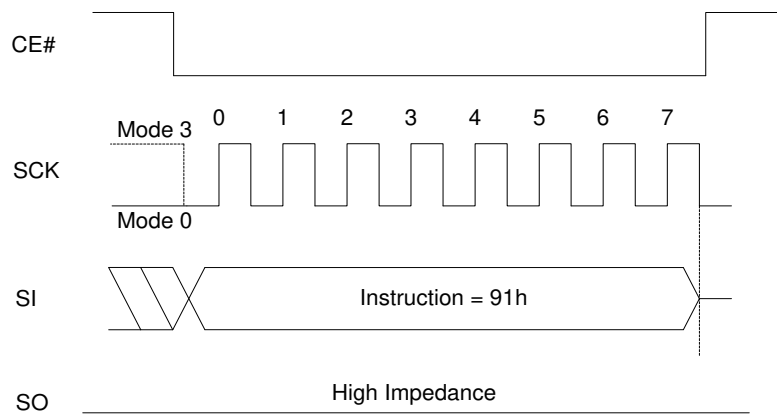 CE#
0 1 2 3 4 5 6 7
Mode 3
SCK
Mode 0
SI
Instruction = 91h
High Impedance
SO